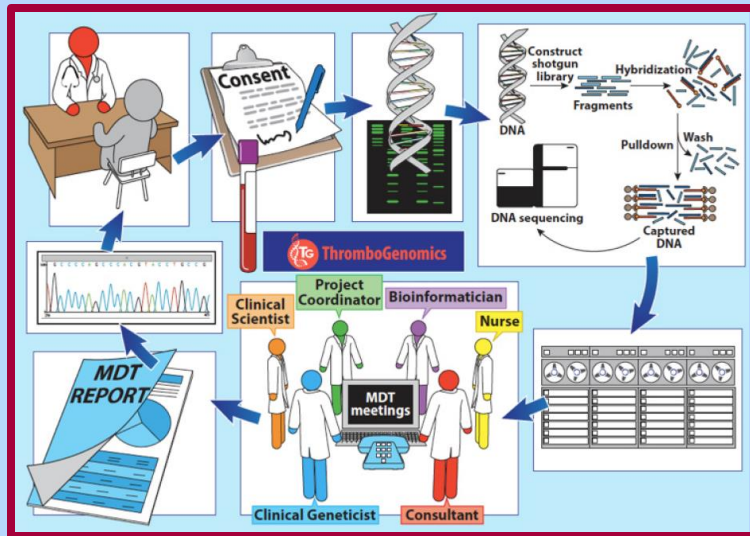 Consent
Construct
shotgun
library
Hybridization
Fragments
DNA
Wash
Pulldown
DNA sequencing
Captured
DNA
TG ThromboGenomics
Project
Coordinator
Bioinformatician
Clinical
Scientist
Nurse
MDT
meetings
Clinical Geneticist
Consultant
MDT
REPORT